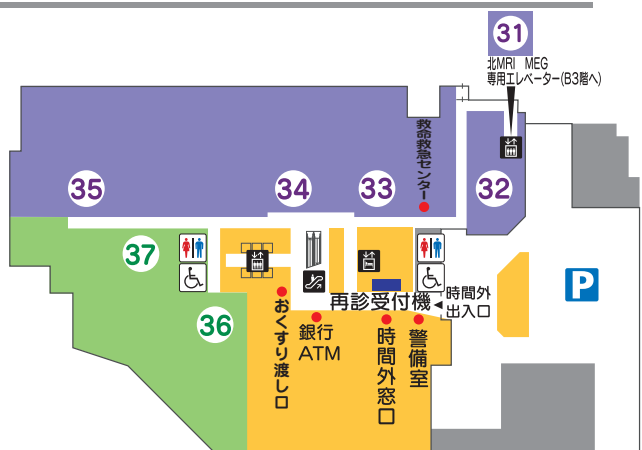 31
北MRI MEG
専用エレベーター(B3階へ)
救命救急センター
35
34
33
32
37
36
P
再診受付機
時間外
出入口
おくすり渡し口
銀行
ATM
時間外窓口
警備室